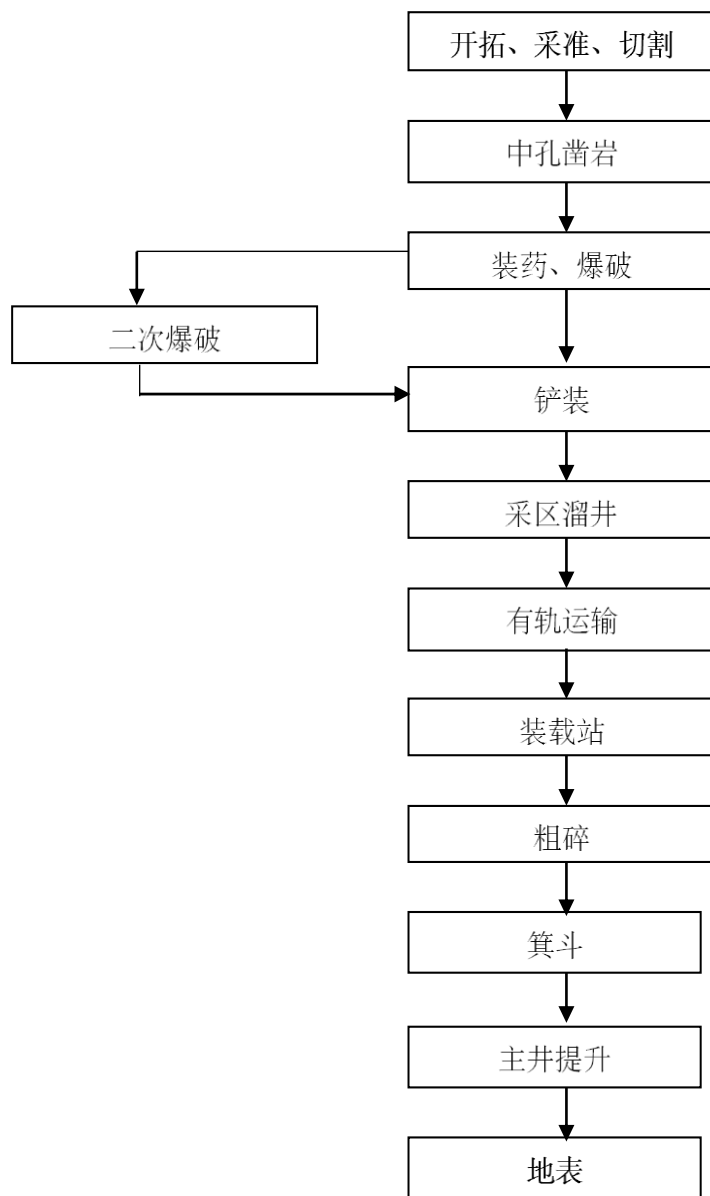 开拓、采准、切割
中孔凿岩
装药、爆破
二次爆破
铲装
采区溜井
有轨运输
装载站
粗碎
箕斗
主井提升
地表